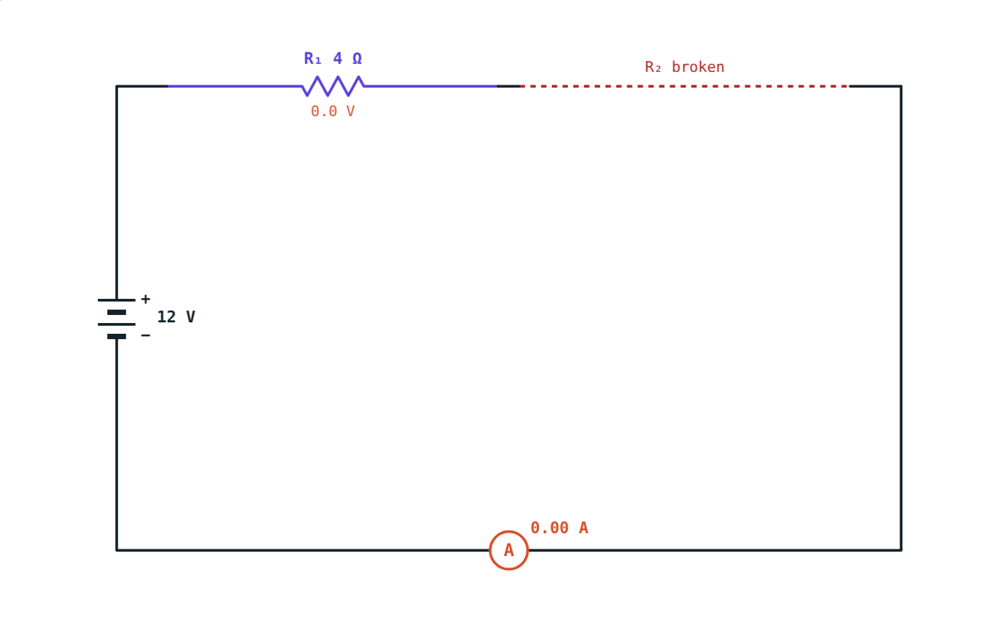 R₁ 4 Ω
R₂ broken
0.0 V
+
12 V
−
0.00 A
A